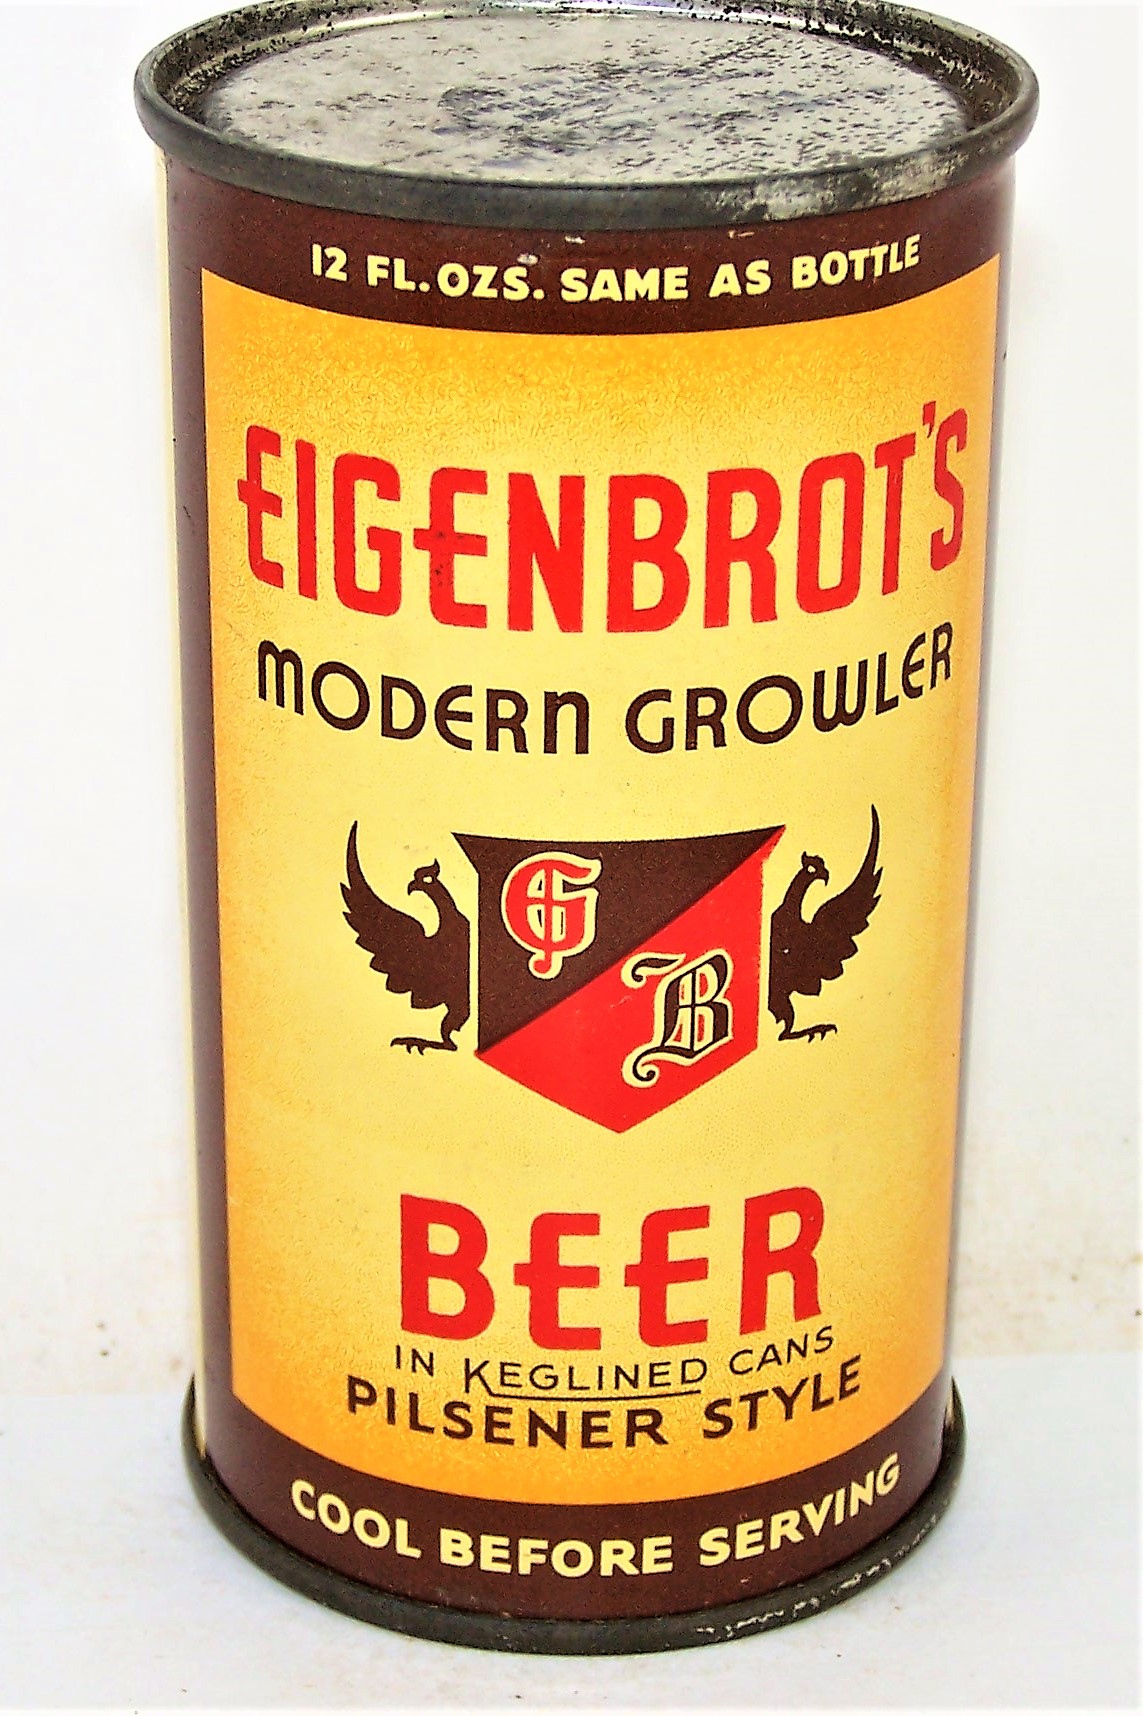 12 FL. OZS. SAME AS BOTTLE
EIGENBROT'S
MODERN GROWLER
G
B
BEER
IN KEGLINED CANS
PILSENER STYLE
COOL BEFORE SERVING